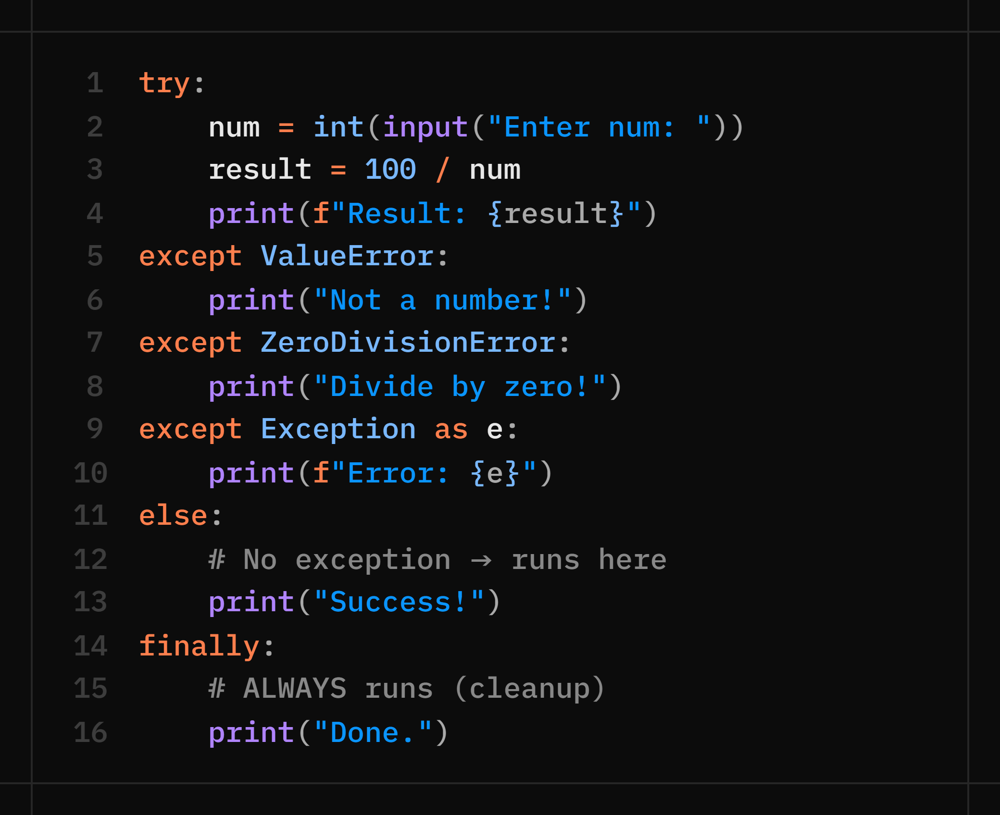 1 try:
2     num = int(input("Enter num: "))
3     result = 100 / num
4     print(f"Result: {result}")
5 except ValueError:
6     print("Not a number!")
7 except ZeroDivisionError:
8     print("Divide by zero!")
9 except Exception as e:
10     print(f"Error: {e}")
11 else:
12     # No exception → runs here
13     print("Success!")
14 finally:
15     # ALWAYS runs (cleanup)
16     print("Done.")